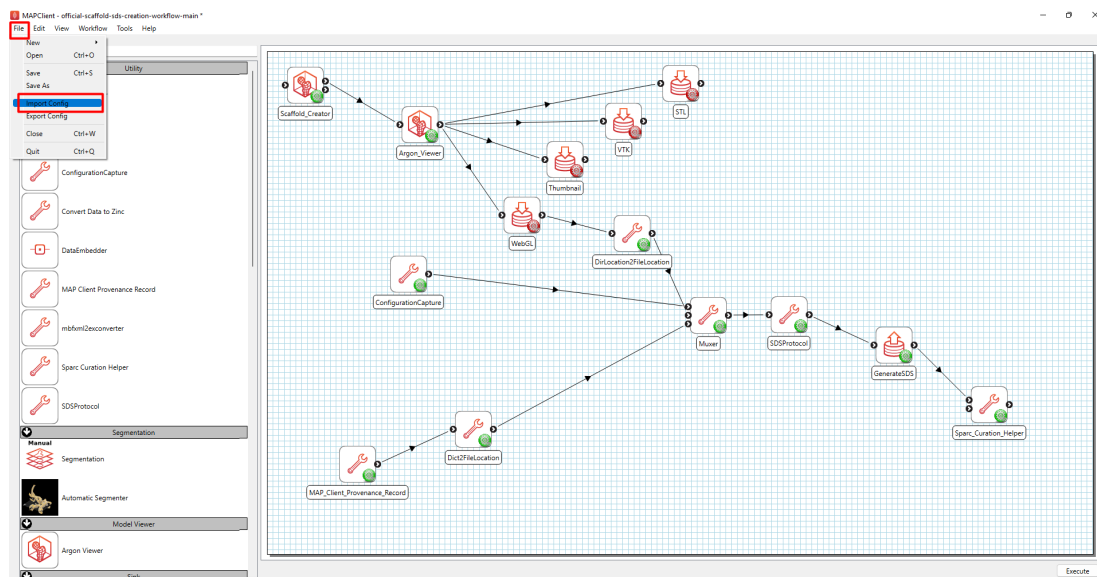 MAPClient - official-scaffold-sds-creation-workflow-main *
File Edit View Workflow Tools Help
New
Open Ctrl+O
Save Ctrl+S
Save As
Import Config
Export Config
Close Ctrl+W
Quit Ctrl+Q
Utility
ConfigurationCapture
Convert Data to Zinc
DataEmbedder
MAP Client Provenance Record
mbfxml2exconverter
Sparc Curation Helper
SDSProtocol
Segmentation
Manual
Segmentation
Automatic Segmenter
Model Viewer
Argon Viewer
Sink
Scaffold_Creator
Argon_Viewer
STL
VTK
Thumbnail
WebGL
DirLocation2FileLocation
ConfigurationCapture
Muxer
SDSProtocol
GenerateSDS
Sparc_Curation_Helper
Dict2FileLocation
MAP_Client_Provenance_Record
Execute